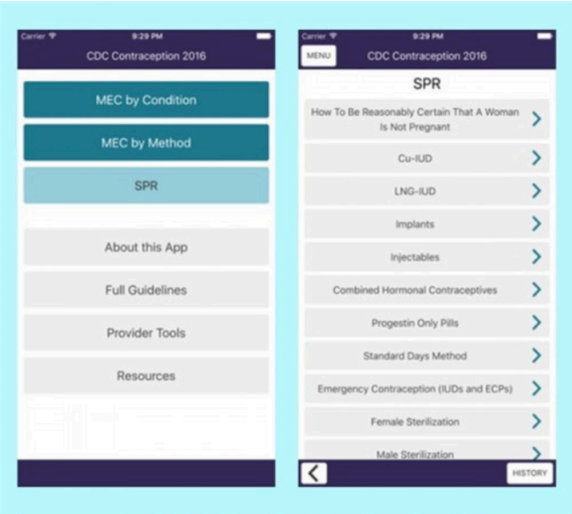 Carrier 9:29 PM
CDC Contraception 2016
MEC by Condition
MEC by Method
SPR
About this App
Full Guidelines
Provider Tools
Resources
Carrier 9:29 PM
MENU CDC Contraception 2016
SPR
How To Be Reasonably Certain That A Woman
Is Not Pregnant
Cu-IUD
LNG-IUD
Implants
Injectables
Combined Hormonal Contraceptives
Progestin Only Pills
Standard Days Method
Emergency Contraception (IUDs and ECPs)
Female Sterilization
Male Sterilization
HISTORY